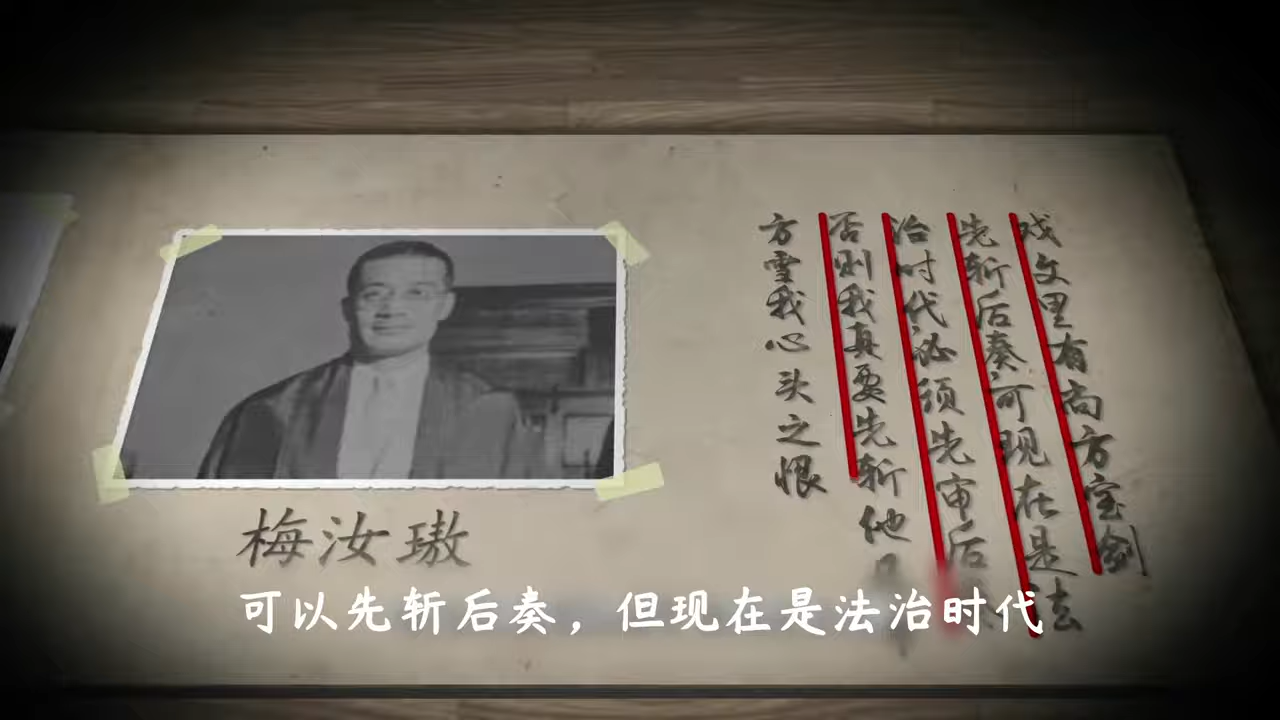 戏文里有尚方宝剑
先斩后奏可现在是法
治时代必须先审后
否则我真要先斩他
方雪我心头之恨
梅汝璈
可以先斩后奏，但现在是法治时代